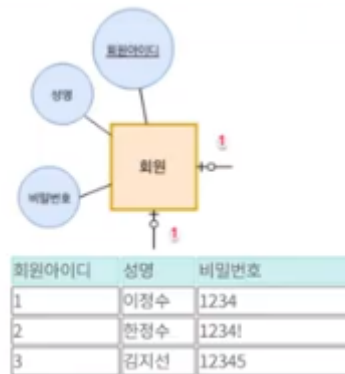 회원아이디
성명
회원
1
비밀번호
1
회원아이디 성명 비밀번호
1 이정수 1234
2 한정수 1234!
3 김지선 12345